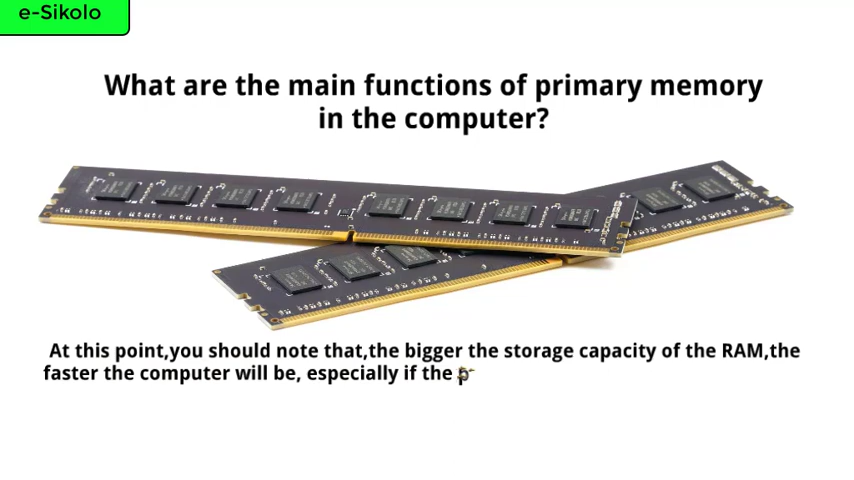 e-Sikolo
What are the main functions of primary memory
in the computer?
At this point,you should note that,the bigger the storage capacity of the RAM,the
faster the computer will be, especially if the p